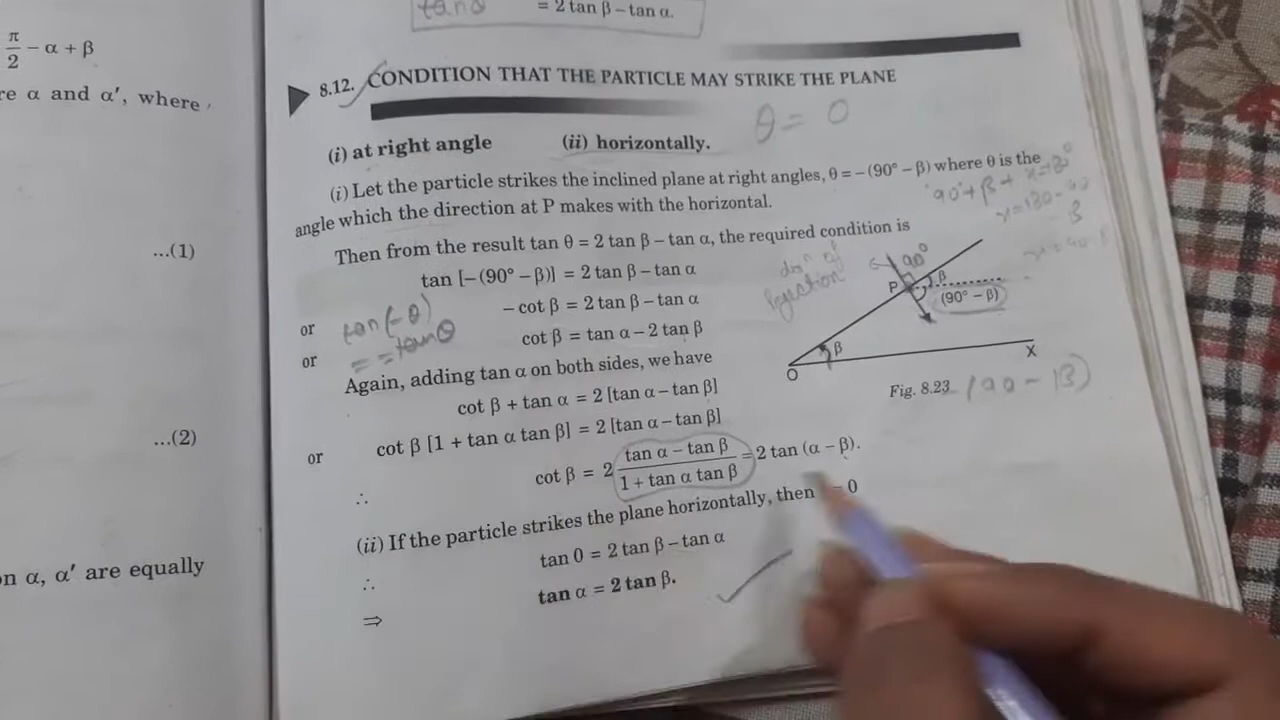 π/2 − α + β
re α and α′, where
...(1)
...(2)
on α, α′ are equally
tanθ = 2 tan β – tan α.
8.12. CONDITION THAT THE PARTICLE MAY STRIKE THE PLANE
(i) at right angle (ii) horizontally.
θ = 0
(i) Let the particle strikes the inclined plane at right angles, θ = – (90° – β) where θ is the
angle which the direction at P makes with the horizontal.
Then from the result tan θ = 2 tan β – tan α, the required condition is
tan [– (90° – β)] = 2 tan β – tan α
or – cot β = 2 tan β – tan α
or cot β = tan α – 2 tan β
tan(-θ)
= -tanθ
Again, adding tan α on both sides, we have
cot β + tan α = 2 [tan α – tan β]
or cot β [1 + tan α tan β] = 2 [tan α – tan β]
∴ cot β = 2 (tan α – tan β)/(1 + tan α tan β) = 2 tan (α – β).
(ii) If the particle strikes the plane horizontally, then – 0
∴ tan 0 = 2 tan β – tan α
⇒ tan α = 2 tan β.
90°
P β
(90° – β)
β
O X
Fig. 8.23
(90 - β)